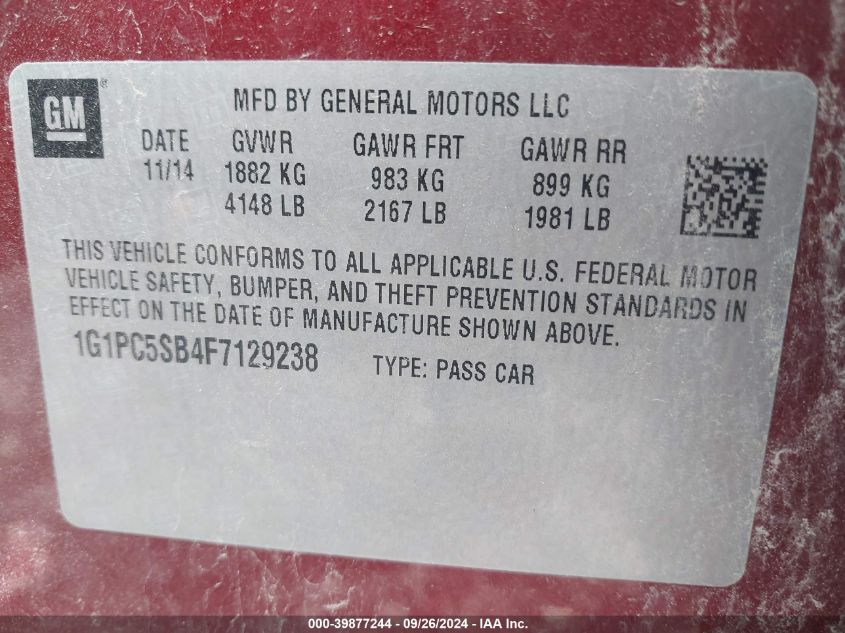 GM
MFD BY GENERAL MOTORS LLC
DATE GVWR GAWR FRT GAWR RR
11/14 1882 KG 983 KG 899 KG
4148 LB 2167 LB 1981 LB
THIS VEHICLE CONFORMS TO ALL APPLICABLE U.S. FEDERAL MOTOR
VEHICLE SAFETY, BUMPER, AND THEFT PREVENTION STANDARDS IN
EFFECT ON THE DATE OF MANUFACTURE SHOWN ABOVE.
1G1PC5SB4F7129238 TYPE: PASS CAR
000-39877244 - 09/26/2024 - IAA Inc.